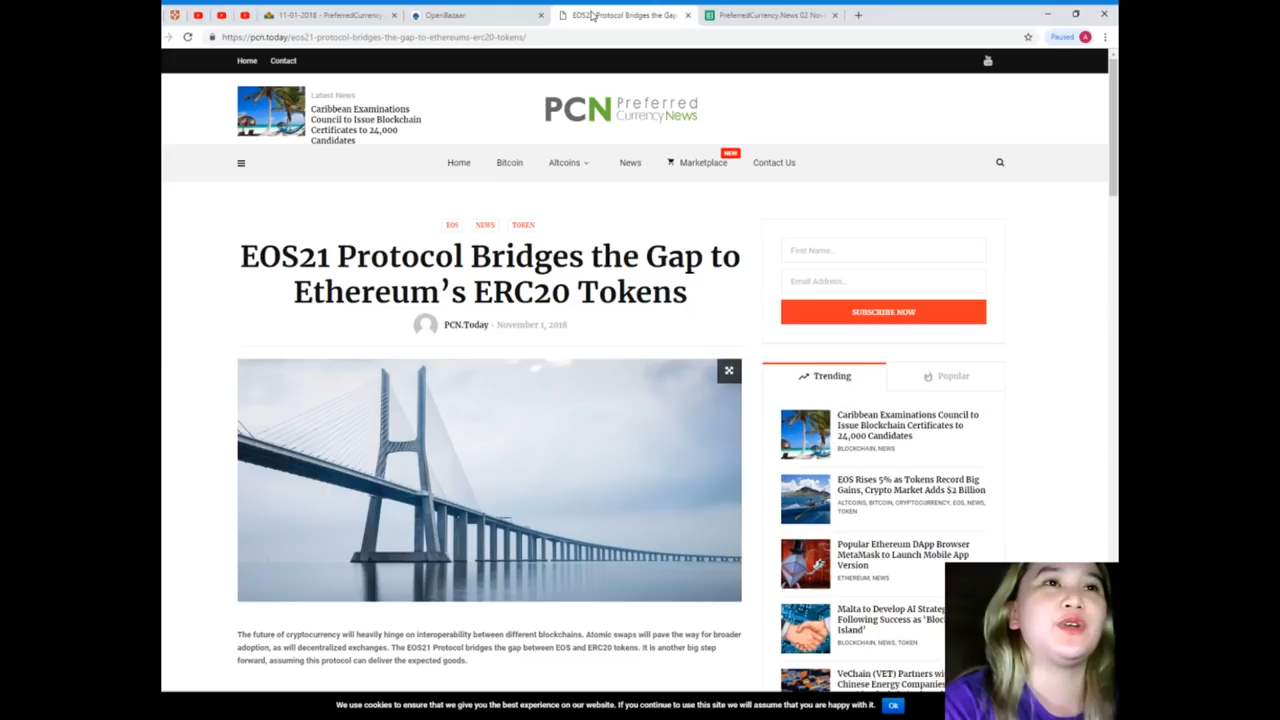 11-01-2018 - PreferredCurrency
OpenBazaar
EOS21 Protocol Bridges the Gap
PreferredCurrency.News 02 Nov
https://pcn.today/eos21-protocol-bridges-the-gap-to-ethereums-erc20-tokens/
Paused
A
Home
Contact
Latest News
Caribbean Examinations
Council to Issue Blockchain
Certificates to 24,000
Candidates
PCN Preferred
Currency News
Home
Bitcoin
Altcoins
News
Marketplace
NEW
Contact Us
EOS
NEWS
TOKEN
EOS21 Protocol Bridges the Gap to
Ethereum's ERC20 Tokens
PCN.Today - November 1, 2018
The future of cryptocurrency will heavily hinge on interoperability between different blockchains. Atomic swaps will pave the way for broader
adoption, as will decentralized exchanges. The EOS21 Protocol bridges the gap between EOS and ERC20 tokens. It is another big step
forward, assuming this protocol can deliver the expected goods.
First Name...
Email Address...
SUBSCRIBE NOW
Trending
Popular
Caribbean Examinations Council to
Issue Blockchain Certificates to
24,000 Candidates
BLOCKCHAIN, NEWS
EOS Rises 5% as Tokens Record Big
Gains, Crypto Market Adds $2 Billion
ALTCOINS, BITCOIN, CRYPTOCURRENCY, EOS, NEWS,
TOKEN
Popular Ethereum DApp Browser
MetaMask to Launch Mobile App
Version
ETHEREUM, NEWS
Malta to Develop AI Strate
Following Success as 'Bloc
Island'
BLOCKCHAIN, NEWS, TOKEN
VeChain (VET) Partners wi
Chinese Energy Companies
We use cookies to ensure that we give you the best experience on our website. If you continue to use this site we will assume that you are happy with it.
Ok